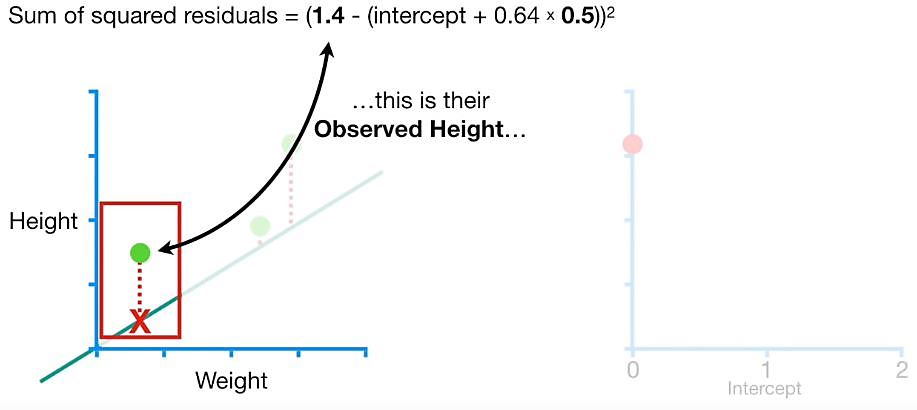 Sum of squared residuals = (1.4 - (intercept + 0.64 × 0.5))²
...this is their
Observed Height...
Height
X
Weight
0
1
2
Intercept